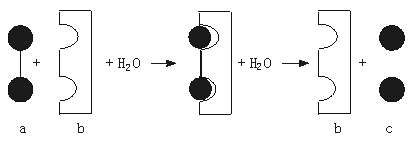 + + H₂O → + H₂O → +
a b b c